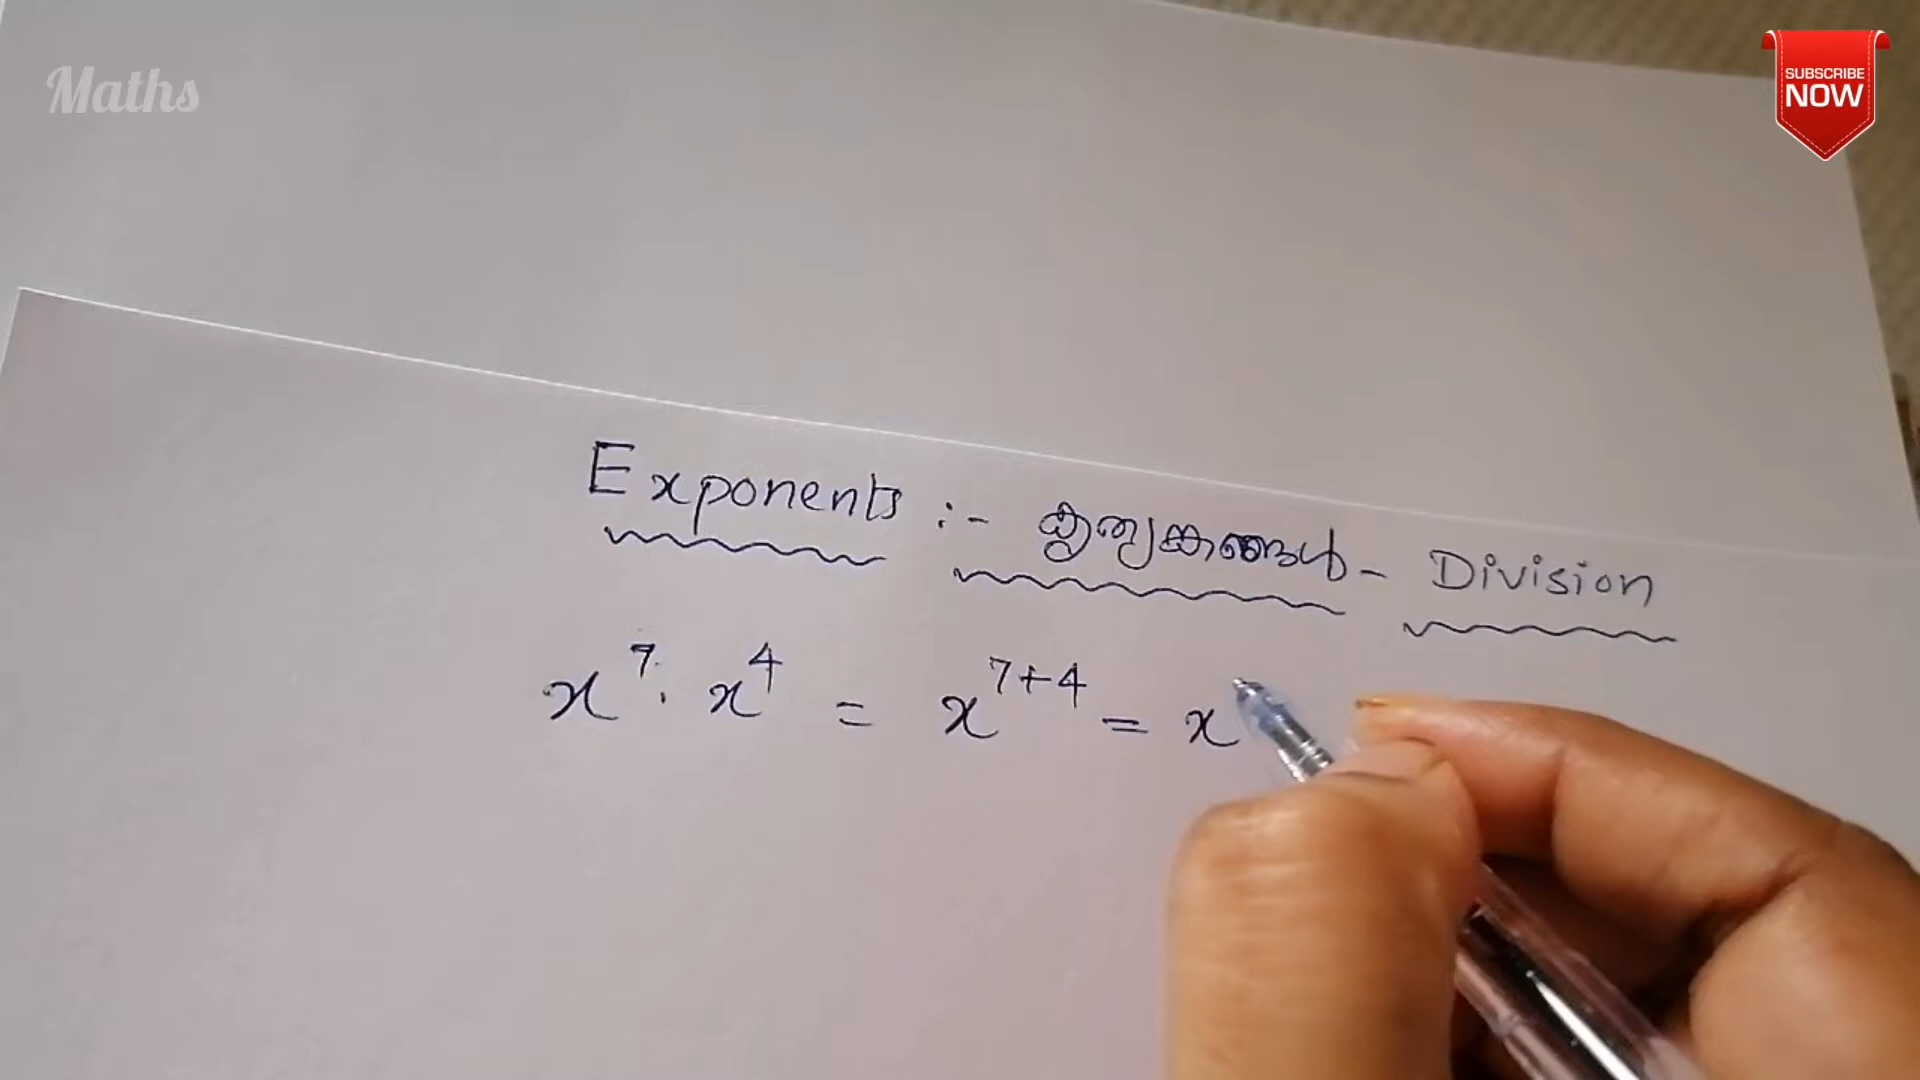 Maths
SUBSCRIBE
NOW
Exponents :- കൃത്യങ്കങ്ങൾ - Division
x⁷ · x⁴ = x⁷⁺⁴ = x